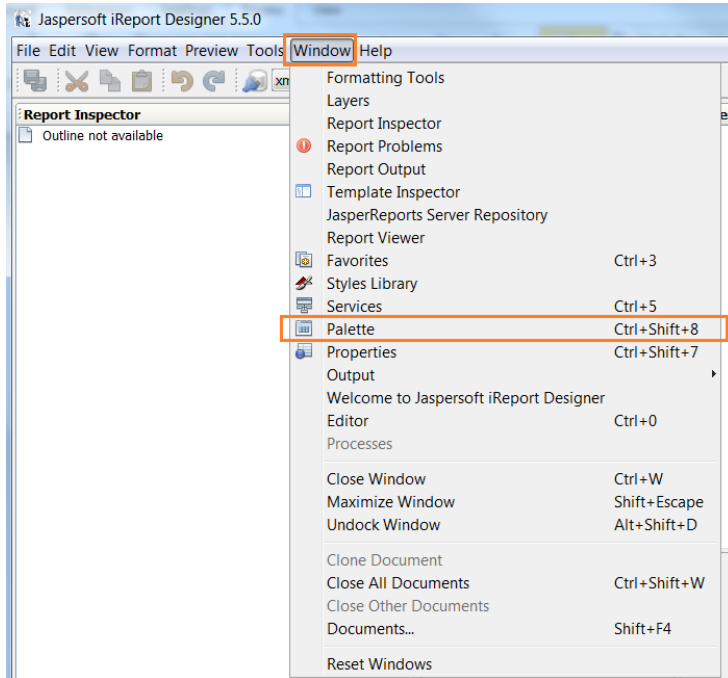 Jaspersoft iReport Designer 5.5.0
File Edit View Format Preview Tools Window Help
Report Inspector
Outline not available
Formatting Tools
Layers
Report Inspector
Report Problems
Report Output
Template Inspector
JasperReports Server Repository
Report Viewer
Favorites Ctrl+3
Styles Library
Services Ctrl+5
Palette Ctrl+Shift+8
Properties Ctrl+Shift+7
Output
Welcome to Jaspersoft iReport Designer
Editor Ctrl+0
Processes
Close Window Ctrl+W
Maximize Window Shift+Escape
Undock Window Alt+Shift+D
Clone Document
Close All Documents Ctrl+Shift+W
Close Other Documents
Documents... Shift+F4
Reset Windows